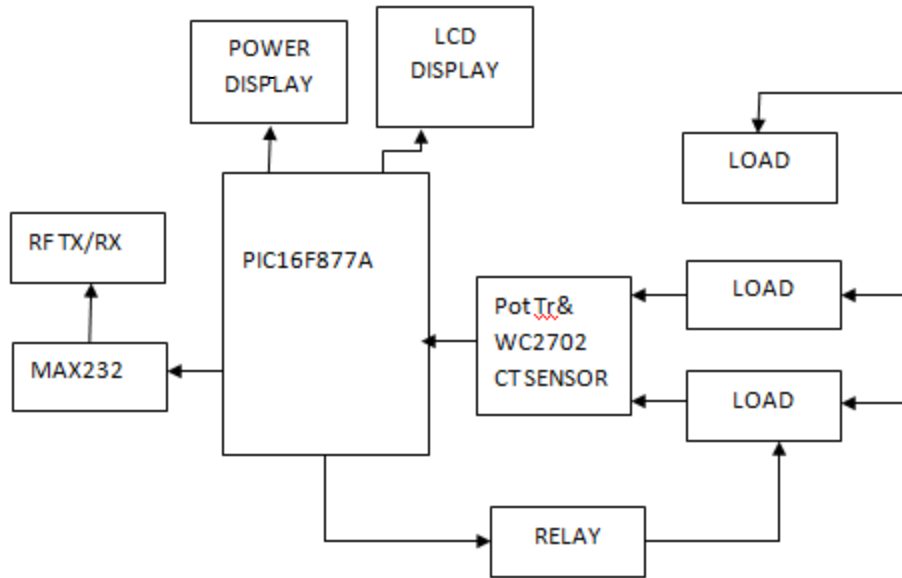 POWER
DISPLAY
LCD
DISPLAY
LOAD
RF TX/RX
PIC16F877A
LOAD
Pot Tr &
WC2702
CT SENSOR
MAX232
LOAD
RELAY